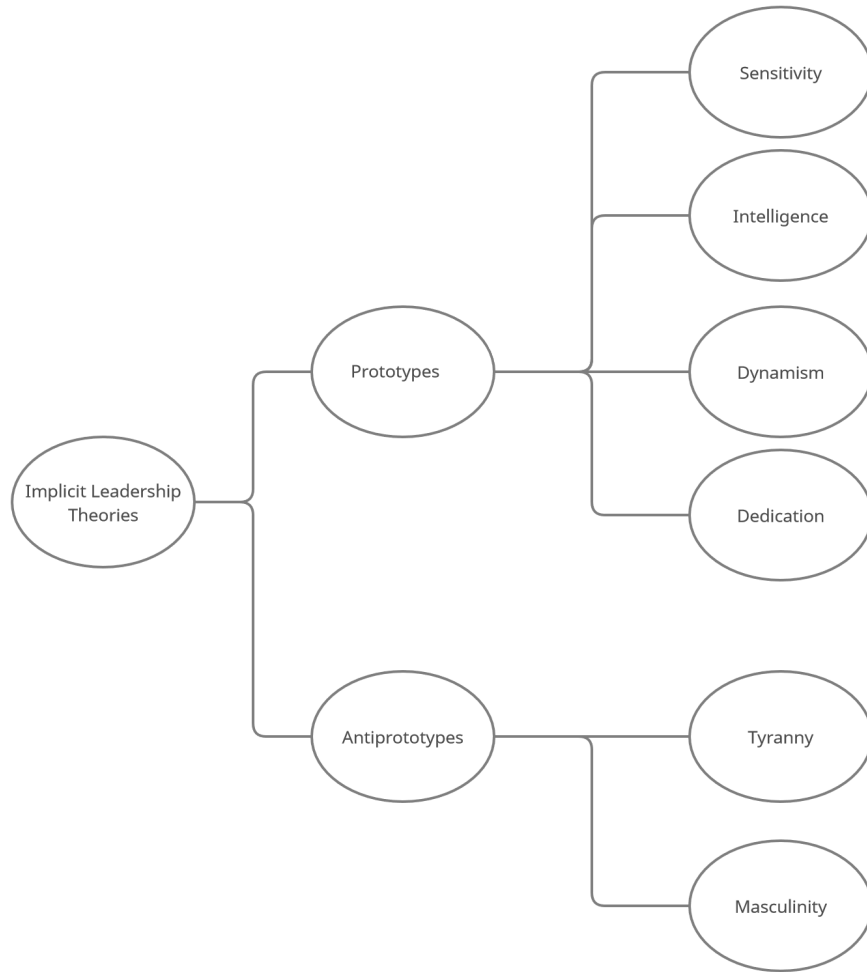 Sensitivity
Intelligence
Prototypes
Dynamism
Implicit Leadership
Theories
Dedication
Antiprototypes
Tyranny
Masculinity